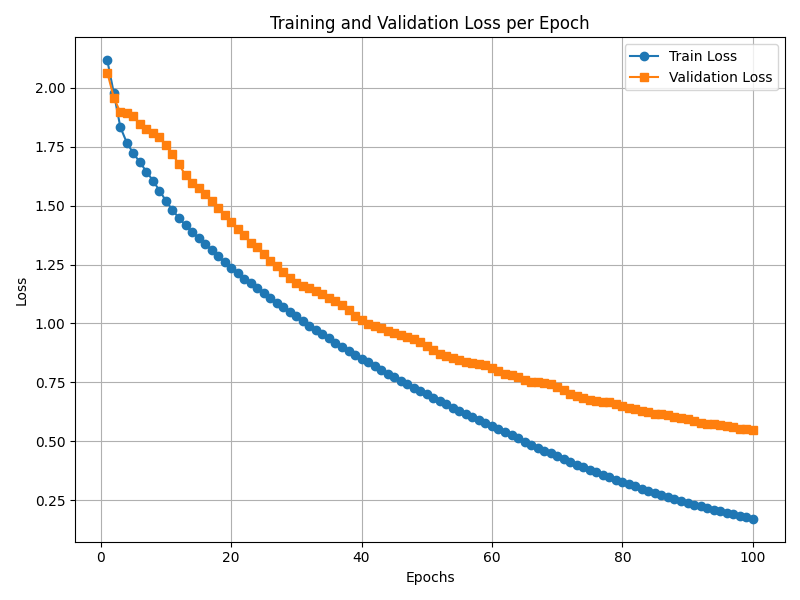 Training and Validation Loss per Epoch
Train Loss
Validation Loss
2.00
1.75
1.50
1.25
1.00
0.75
0.50
0.25
Loss
0 20 40 60 80 100
Epochs